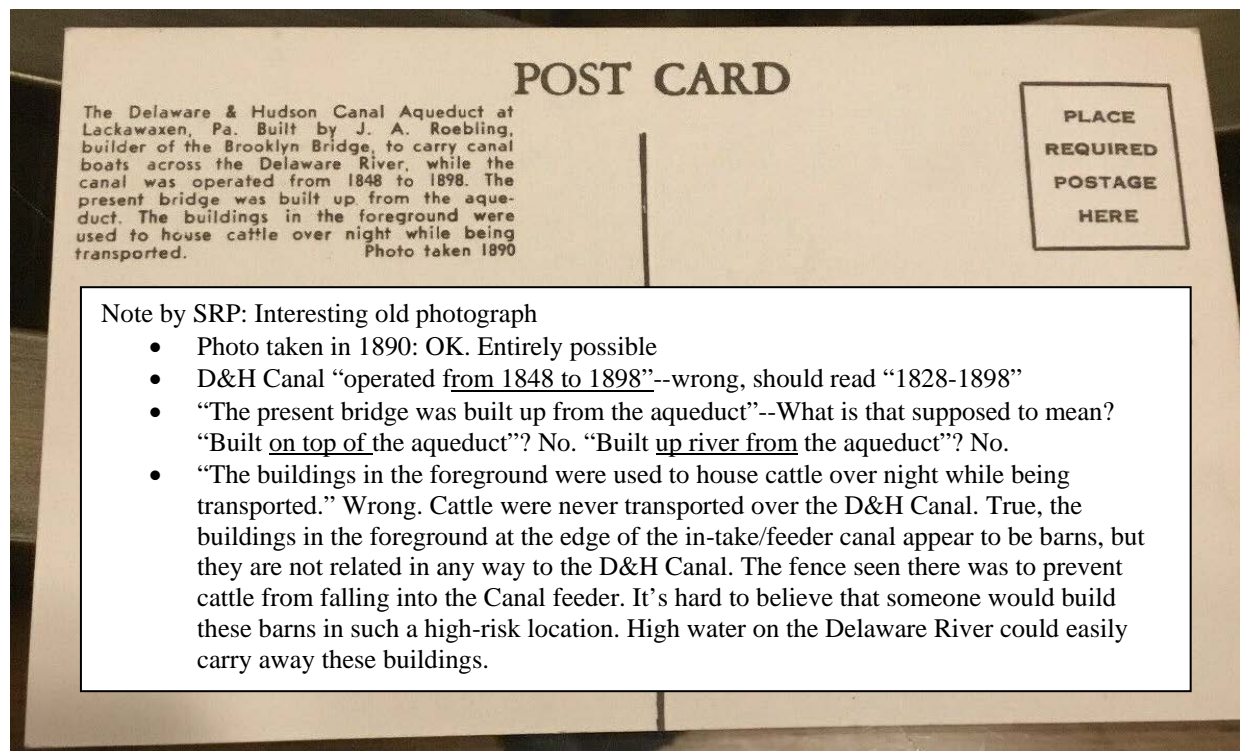 POST CARD
The Delaware & Hudson Canal Aqueduct at
Lackawaxen, Pa. Built by J. A. Roebling,
builder of the Brooklyn Bridge, to carry canal
boats across the Delaware River, while the
canal was operated from 1848 to 1898. The
present bridge was built up from the aque-
duct. The buildings in the foreground were
used to house cattle over night while being
transported. Photo taken 1890
PLACE
REQUIRED
POSTAGE
HERE
Note by SRP: Interesting old photograph
• Photo taken in 1890: OK. Entirely possible
• D&H Canal “operated from 1848 to 1898”--wrong, should read “1828-1898”
• “The present bridge was built up from the aqueduct”--What is that supposed to mean?
“Built on top of the aqueduct”? No. “Built up river from the aqueduct”? No.
• “The buildings in the foreground were used to house cattle over night while being
transported.” Wrong. Cattle were never transported over the D&H Canal. True, the
buildings in the foreground at the edge of the in-take/feeder canal appear to be barns, but
they are not related in any way to the D&H Canal. The fence seen there was to prevent
cattle from falling into the Canal feeder. It’s hard to believe that someone would build
these barns in such a high-risk location. High water on the Delaware River could easily
carry away these buildings.